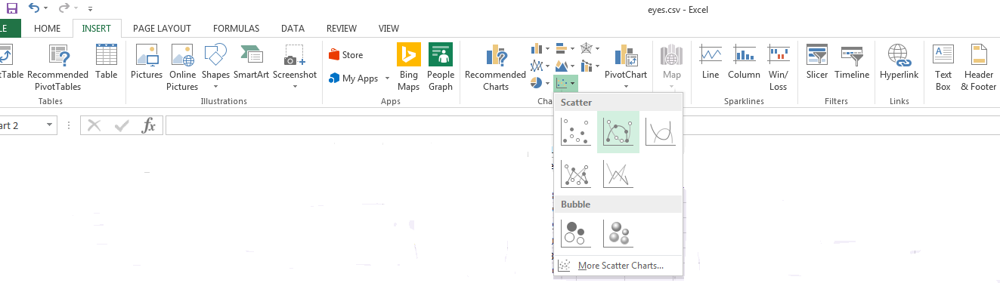 eyes.csv - Excel
LE HOME INSERT PAGE LAYOUT FORMULAS DATA REVIEW VIEW
tTable
Recommended
PivotTables
Table
Tables
Pictures
Online
Pictures
Shapes
SmartArt
Screenshot
Illustrations
Store
My Apps
Bing
Maps
People
Graph
Apps
Recommended
Charts
PivotChart
Cha
Map
Line
Column
Win/
Loss
Sparklines
Slicer
Timeline
Filters
Hyperlink
Links
Text
Box
Header
& Footer
art 2
fx
Scatter
Bubble
More Scatter Charts...